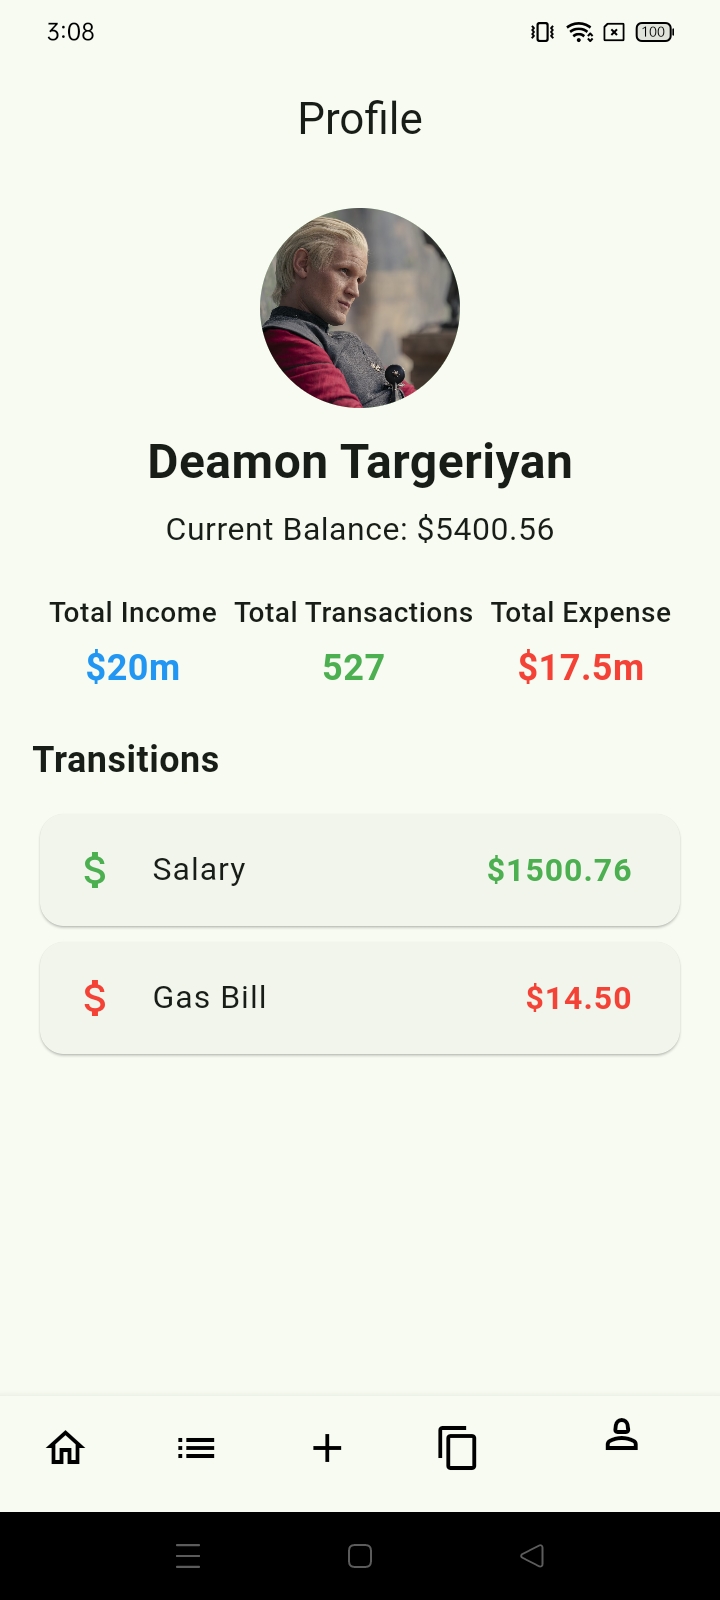 3:08
100
Profile
Deamon Targeriyan
Current Balance: $5400.56
Total Income Total Transactions Total Expense
$20m 527 $17.5m
Transitions
$ Salary $1500.76
$ Gas Bill $14.50